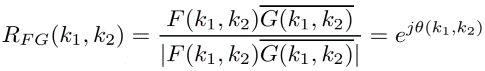 $R_{FG}(k_1, k_2) = \frac{F(k_1, k_2)\overline{G(k_1, k_2)}}{|F(k_1, k_2)\overline{G(k_1, k_2)}|} = e^{j\theta(k_1, k_2)}$